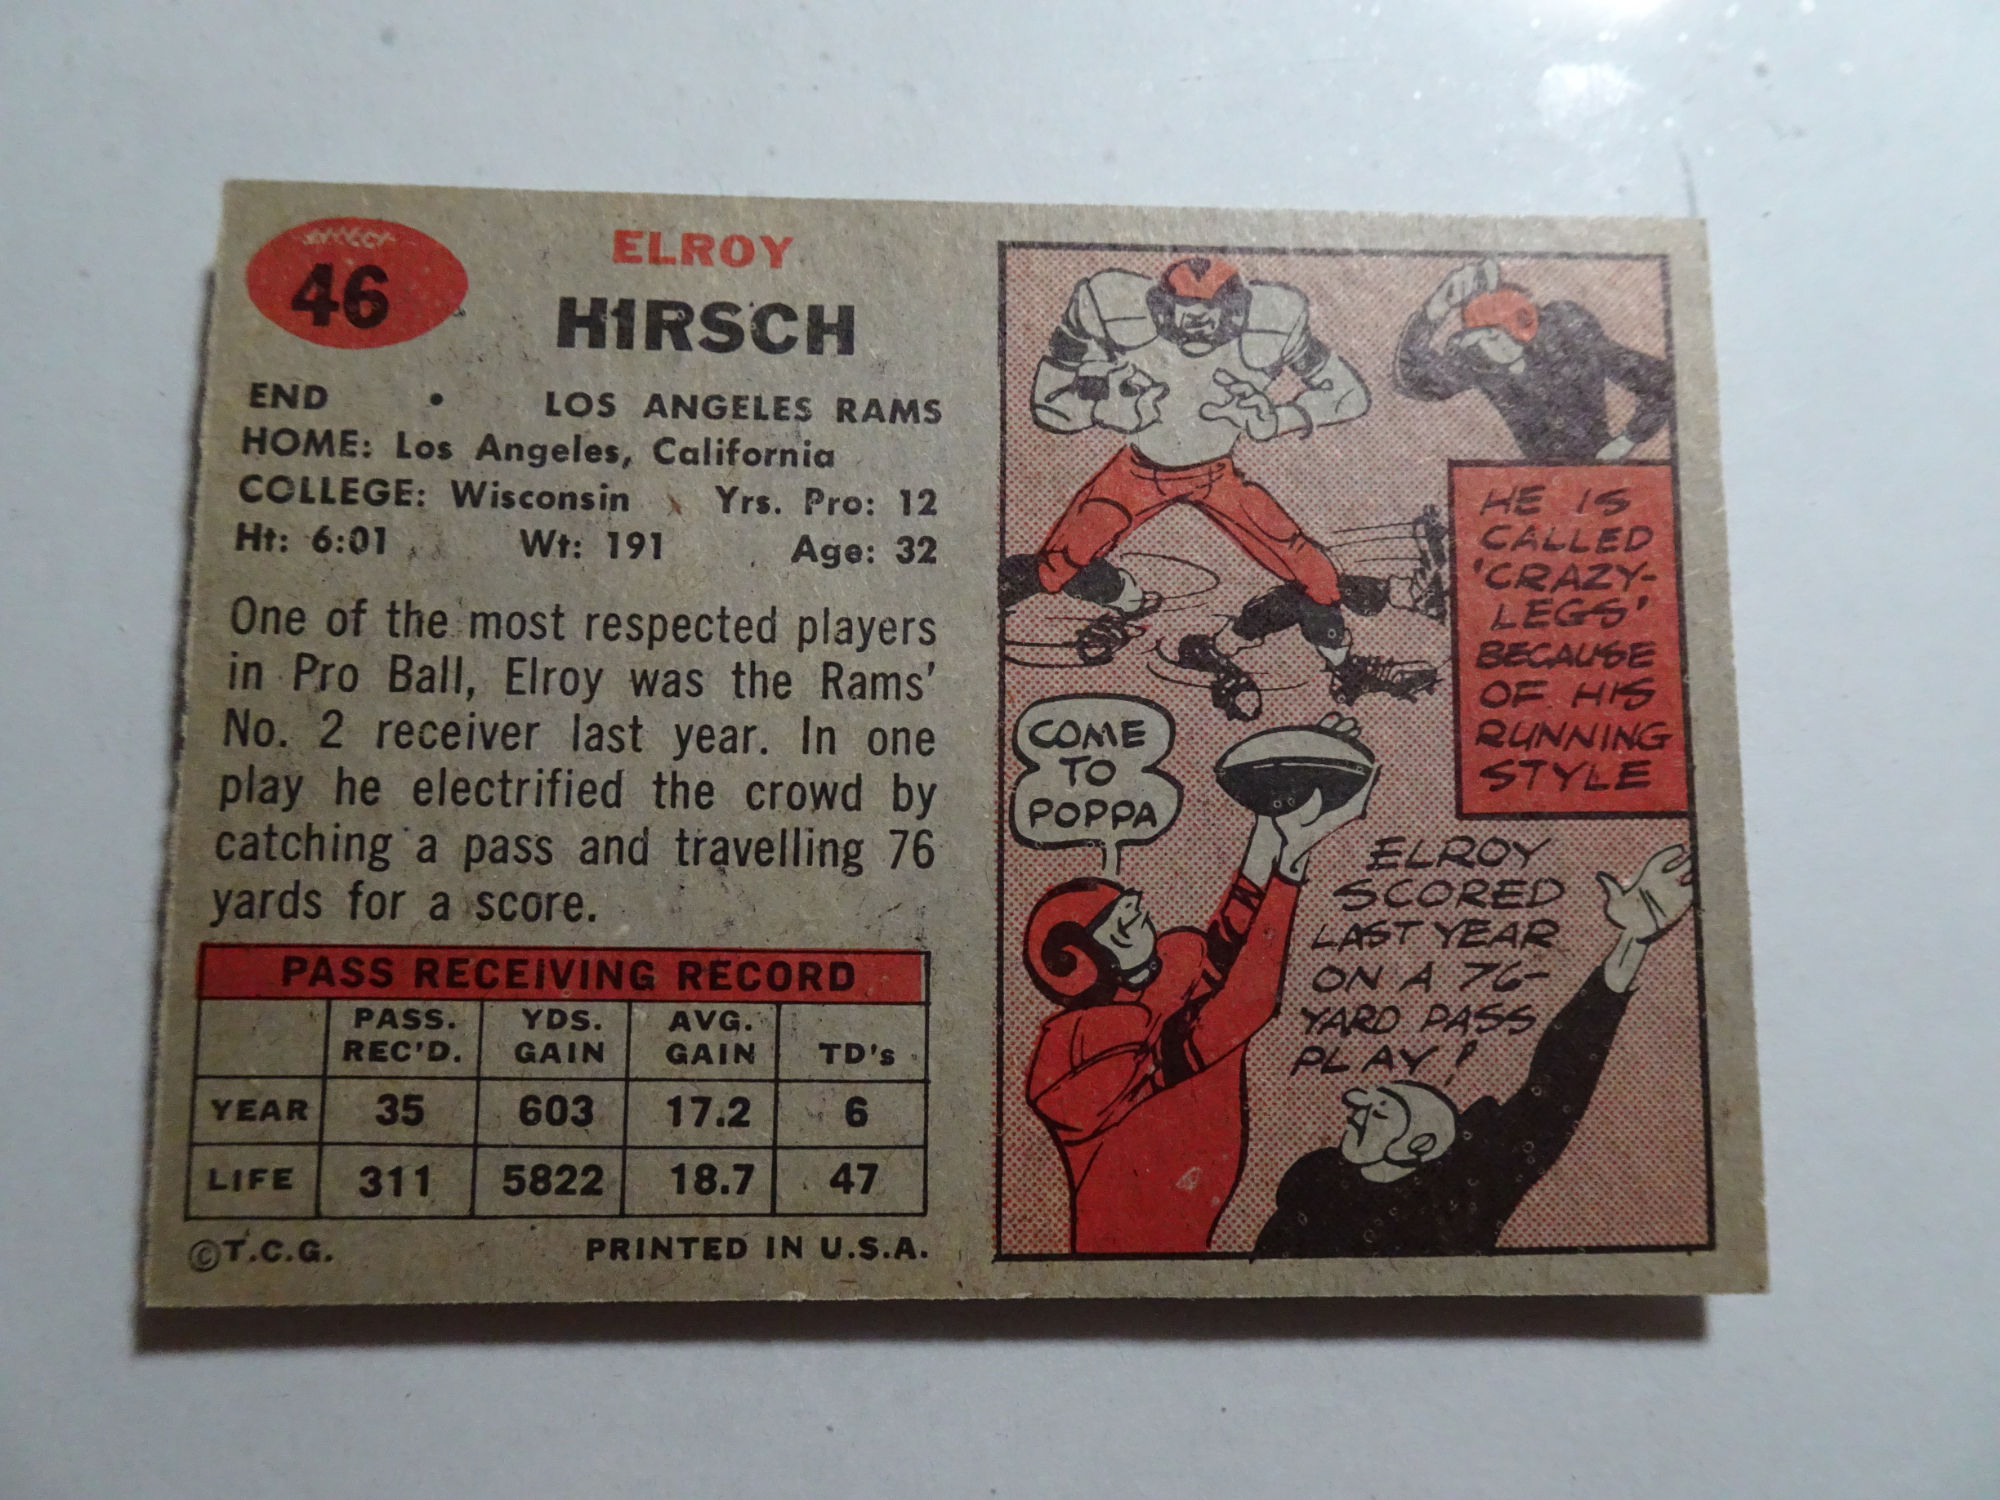 46
ELROY
HIRSCH
END • LOS ANGELES RAMS
HOME: Los Angeles, California
COLLEGE: Wisconsin Yrs. Pro: 12
Ht: 6:01 Wt: 191 Age: 32
One of the most respected players
in Pro Ball, Elroy was the Rams'
No. 2 receiver last year. In one
play he electrified the crowd by
catching a pass and travelling 76
yards for a score.
PASS RECEIVING RECORD
PASS. REC'D. YDS. GAIN AVG. GAIN TD's
YEAR 35 603 17.2 6
LIFE 311 5822 18.7 47
©T.C.G. PRINTED IN U.S.A.
HE IS
CALLED
'CRAZY-
LEGS'
BECAUSE
OF HIS
RUNNING
STYLE
COME
TO
POPPA
ELROY
SCORED
LAST YEAR
ON A 76-
YARD PASS
PLAY!